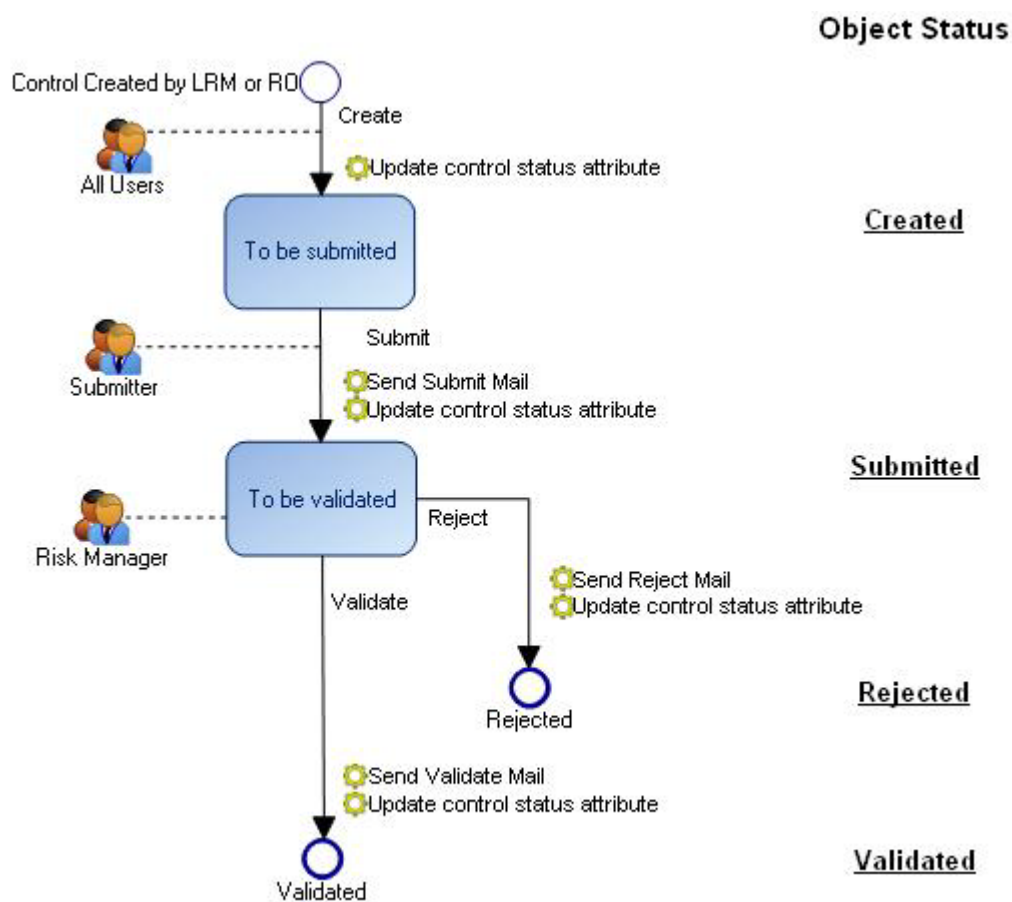 Object Status
Control Created by LRM or RO
Create
All Users
Update control status attribute
To be submitted
Created
Submit
Submitter
Send Submit Mail
Update control status attribute
To be validated
Submitted
Reject
Risk Manager
Validate
Send Reject Mail
Update control status attribute
Rejected
Rejected
Send Validate Mail
Update control status attribute
Validated
Validated